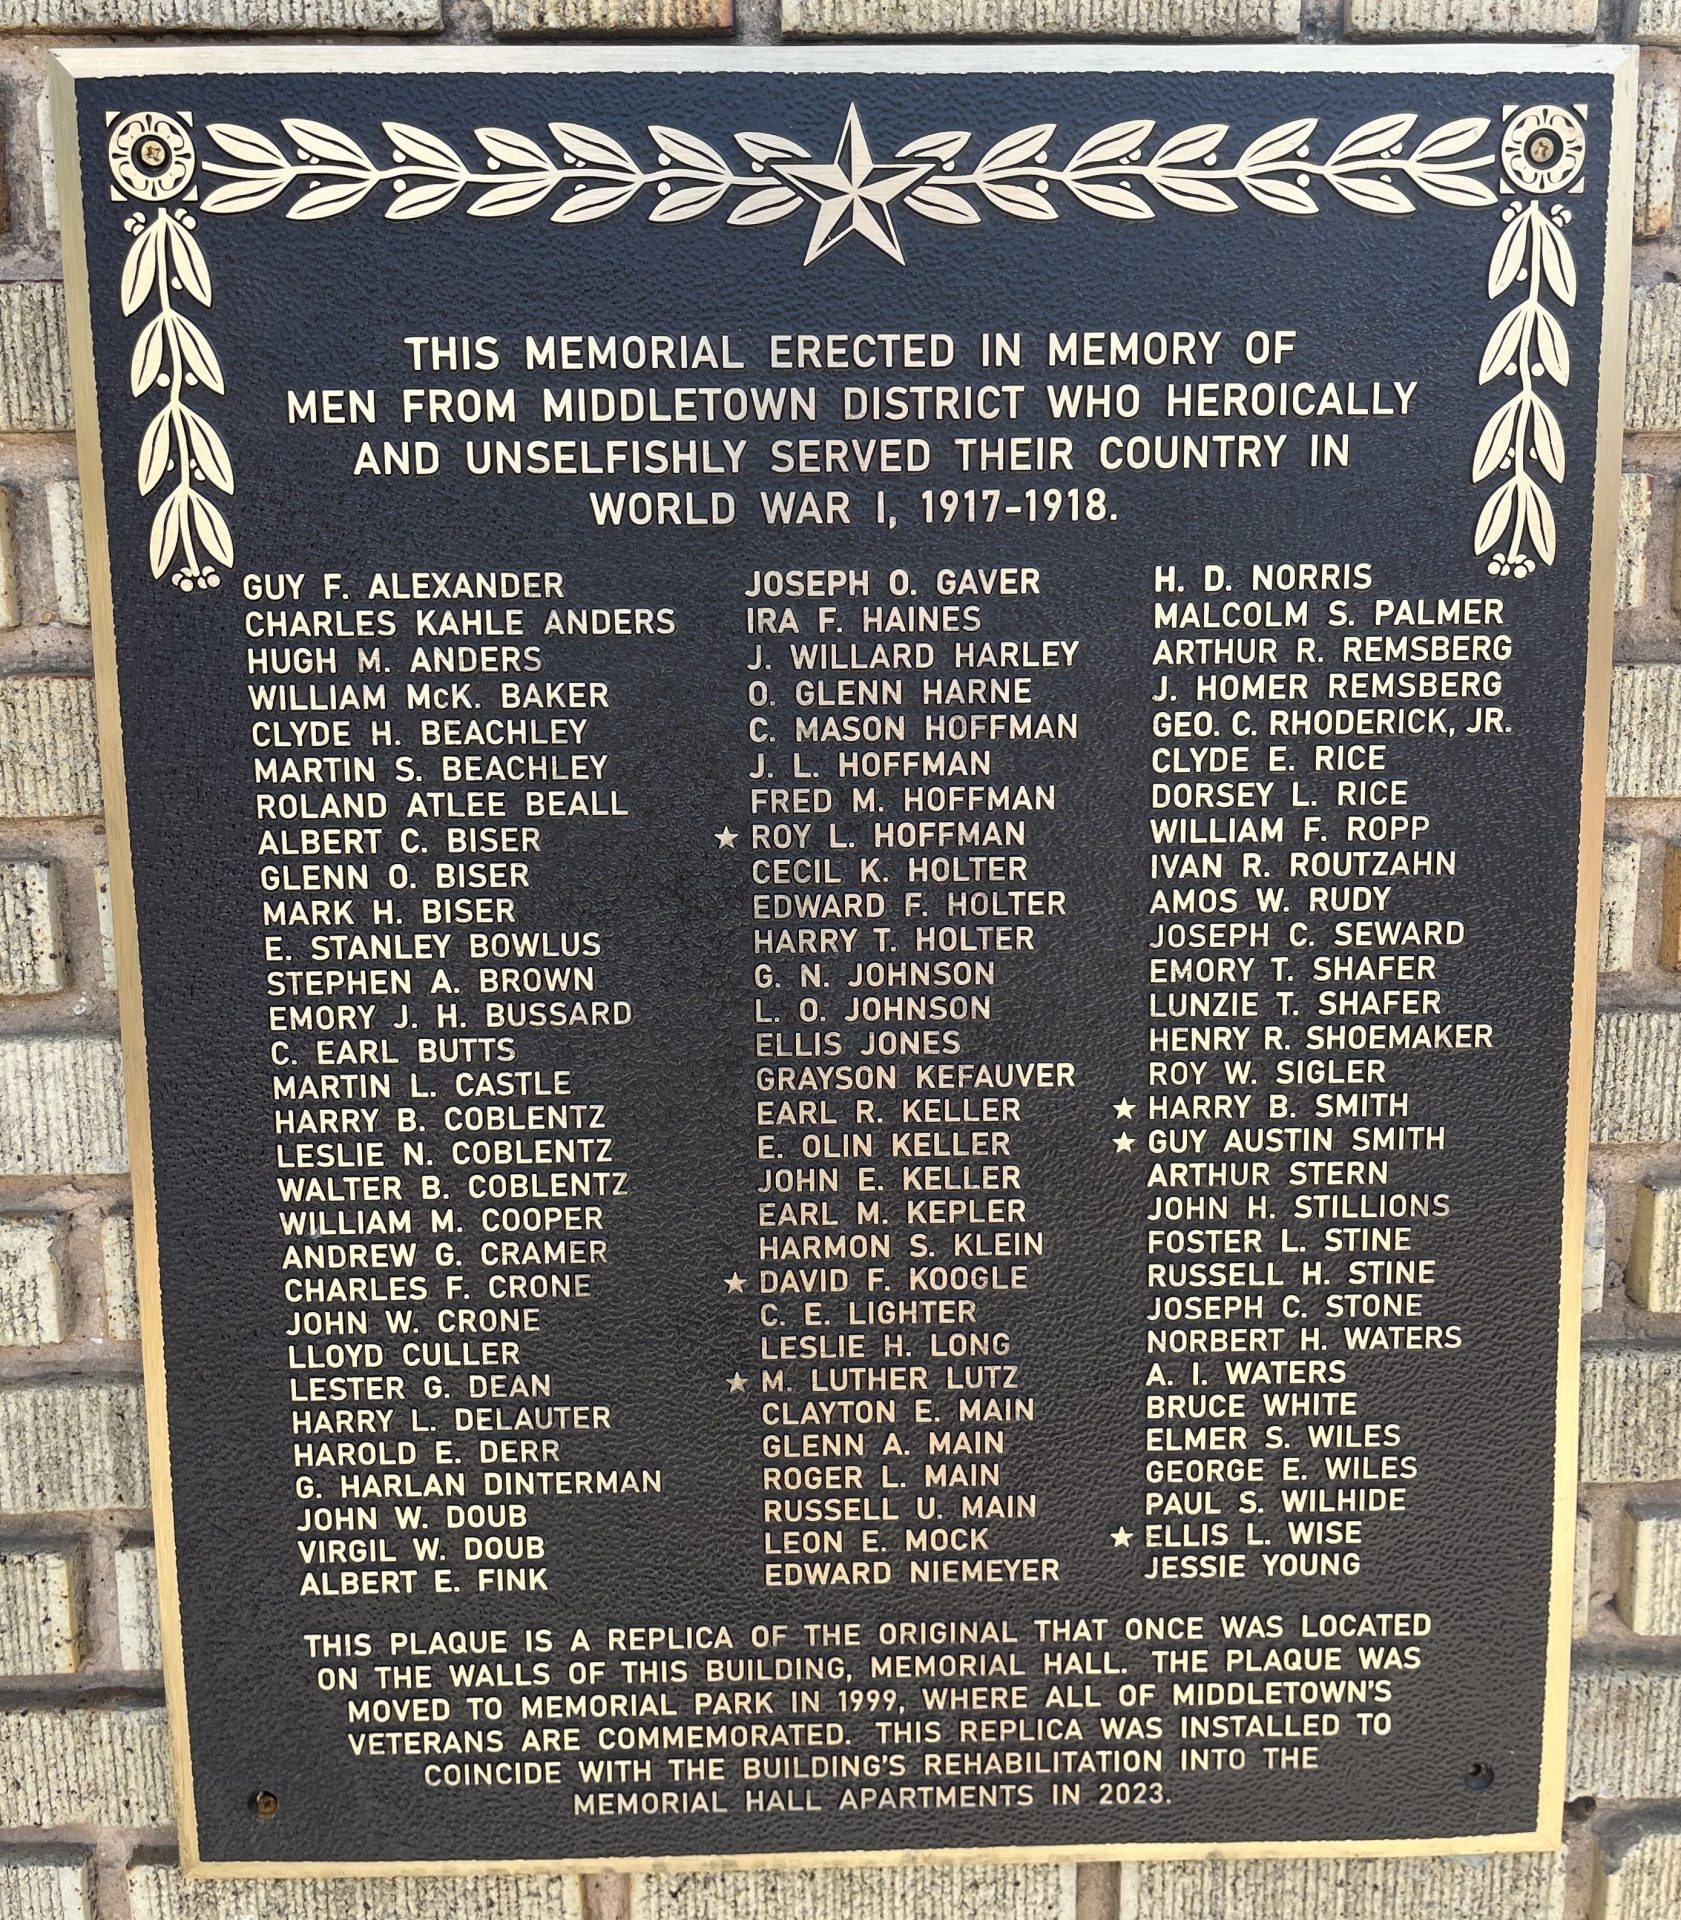 THIS MEMORIAL ERECTED IN MEMORY OF
MEN FROM MIDDLETOWN DISTRICT WHO HEROICALLY
AND UNSELFISHLY SERVED THEIR COUNTRY IN
WORLD WAR I, 1917-1918.
GUY F. ALEXANDER
CHARLES KAHLE ANDERS
HUGH M. ANDERS
WILLIAM McK. BAKER
CLYDE H. BEACHLEY
MARTIN S. BEACHLEY
ROLAND ATLEE BEALL
ALBERT C. BISER
GLENN O. BISER
MARK H. BISER
E. STANLEY BOWLUS
STEPHEN A. BROWN
EMORY J. H. BUSSARD
C. EARL BUTTS
MARTIN L. CASTLE
HARRY B. COBLENTZ
LESLIE N. COBLENTZ
WALTER B. COBLENTZ
WILLIAM M. COOPER
ANDREW G. CRAMER
CHARLES F. CRONE
JOHN W. CRONE
LLOYD CULLER
LESTER G. DEAN
HARRY L. DELAUTER
HAROLD E. DERR
G. HARLAN DINTERMAN
JOHN W. DOUB
VIRGIL W. DOUB
ALBERT E. FINK
JOSEPH O. GAVER
IRA F. HAINES
J. WILLARD HARLEY
O. GLENN HARNE
C. MASON HOFFMAN
J. L. HOFFMAN
FRED M. HOFFMAN
★ ROY L. HOFFMAN
CECIL K. HOLTER
EDWARD F. HOLTER
HARRY T. HOLTER
G. N. JOHNSON
L. O. JOHNSON
ELLIS JONES
GRAYSON KEFAUVER
EARL R. KELLER
E. OLIN KELLER
JOHN E. KELLER
EARL M. KEPLER
HARMON S. KLEIN
★ DAVID F. KOOGLE
C. E. LIGHTER
LESLIE H. LONG
★ M. LUTHER LUTZ
CLAYTON E. MAIN
GLENN A. MAIN
ROGER L. MAIN
RUSSELL U. MAIN
LEON E. MOCK
EDWARD NIEMEYER
H. D. NORRIS
MALCOLM S. PALMER
ARTHUR R. REMSBERG
J. HOMER REMSBERG
GEO. C. RHODERICK, JR.
CLYDE E. RICE
DORSEY L. RICE
WILLIAM F. ROPP
IVAN R. ROUTZAHN
AMOS W. RUDY
JOSEPH C. SEWARD
EMORY T. SHAFER
LUNZIE T. SHAFER
HENRY R. SHOEMAKER
ROY W. SIGLER
★ HARRY B. SMITH
★ GUY AUSTIN SMITH
ARTHUR STERN
JOHN H. STILLIONS
FOSTER L. STINE
RUSSELL H. STINE
JOSEPH C. STONE
NORBERT H. WATERS
A. I. WATERS
BRUCE WHITE
ELMER S. WILES
GEORGE E. WILES
PAUL S. WILHIDE
★ ELLIS L. WISE
JESSIE YOUNG
THIS PLAQUE IS A REPLICA OF THE ORIGINAL THAT ONCE WAS LOCATED
ON THE WALLS OF THIS BUILDING, MEMORIAL HALL. THE PLAQUE WAS
MOVED TO MEMORIAL PARK IN 1999, WHERE ALL OF MIDDLETOWN'S
VETERANS ARE COMMEMORATED. THIS REPLICA WAS INSTALLED TO
COINCIDE WITH THE BUILDING'S REHABILITATION INTO THE
MEMORIAL HALL APARTMENTS IN 2023.